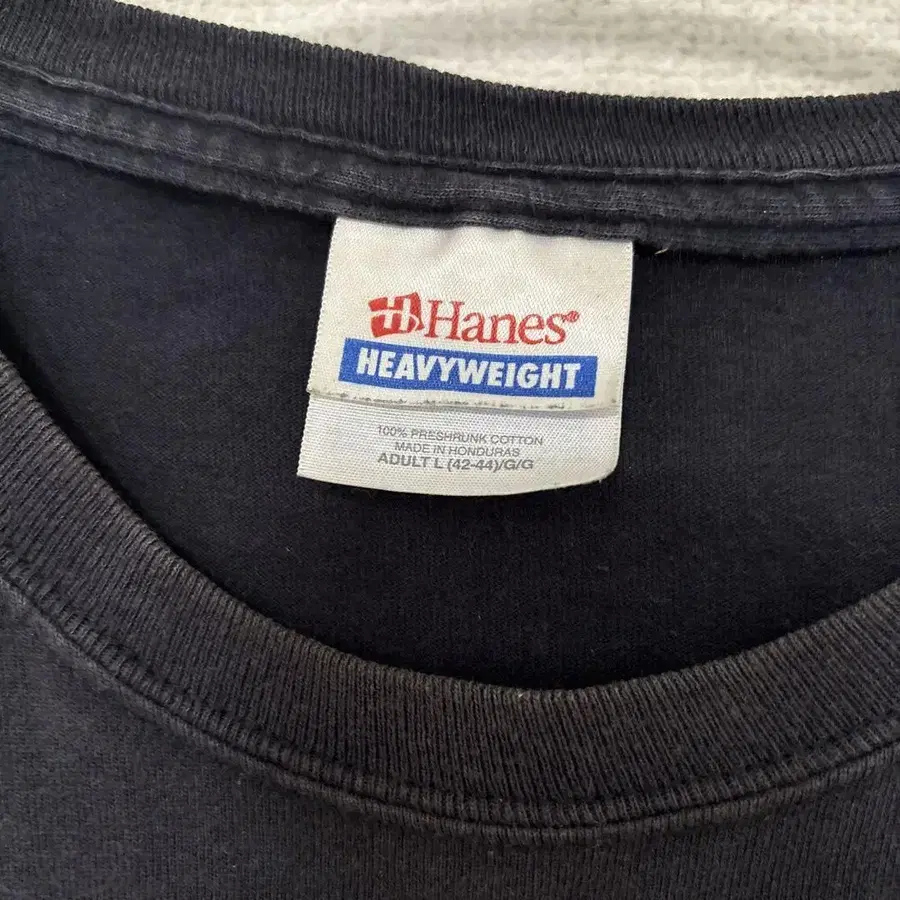 Hanes®
HEAVYWEIGHT
100% PRESHRUNK COTTON
MADE IN HONDURAS
ADULT L (42-44)/G/G